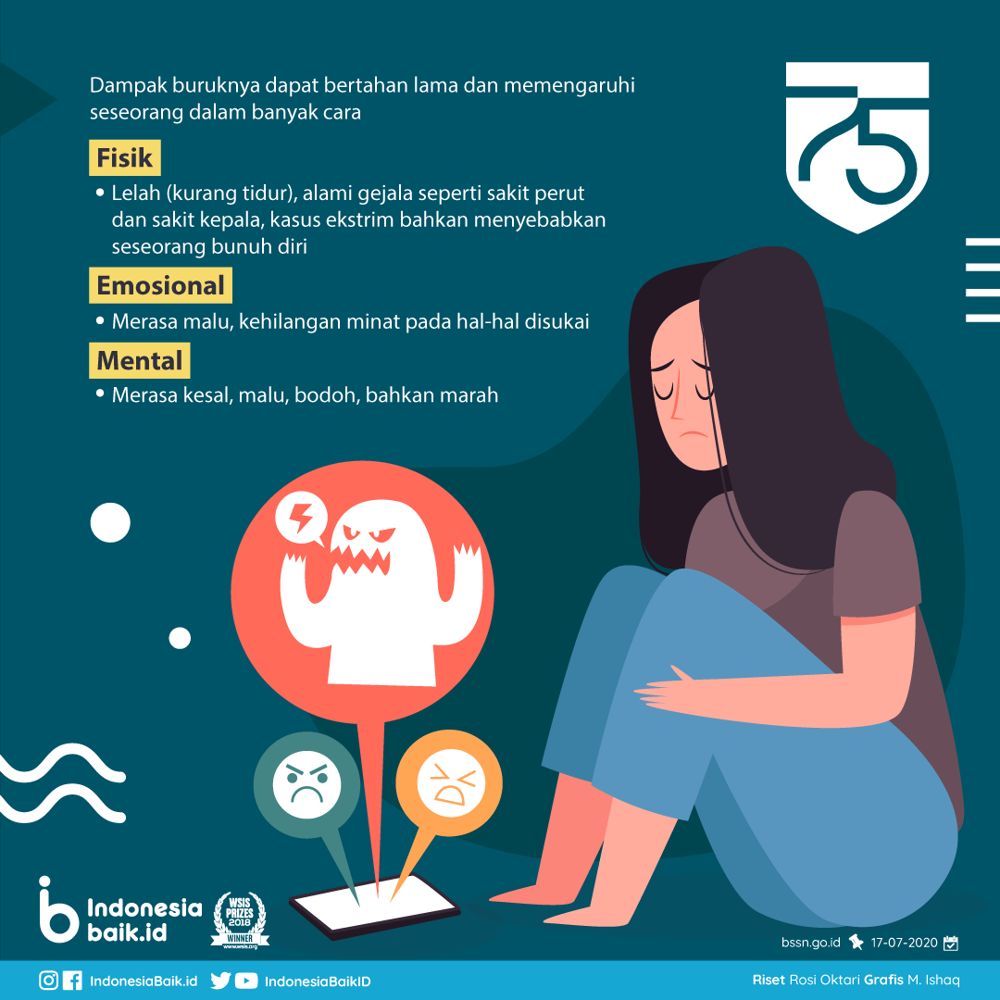 Dampak buruknya dapat bertahan lama dan memengaruhi
seseorang dalam banyak cara
75
Fisik
• Lelah (kurang tidur), alami gejala seperti sakit perut
dan sakit kepala, kasus ekstrim bahkan menyebabkan
seseorang bunuh diri
Emosional
• Merasa malu, kehilangan minat pada hal-hal disukai
Mental
• Merasa kesal, malu, bodoh, bahkan marah
Indonesia
baik.id
WSIS
PRIZES
2018
WINNER
www.wsis.org
bssn.go.id
17-07-2020
IndonesiaBaik.id
IndonesiaBaikID
Riset Rosi Oktari Grafis M. Ishaq